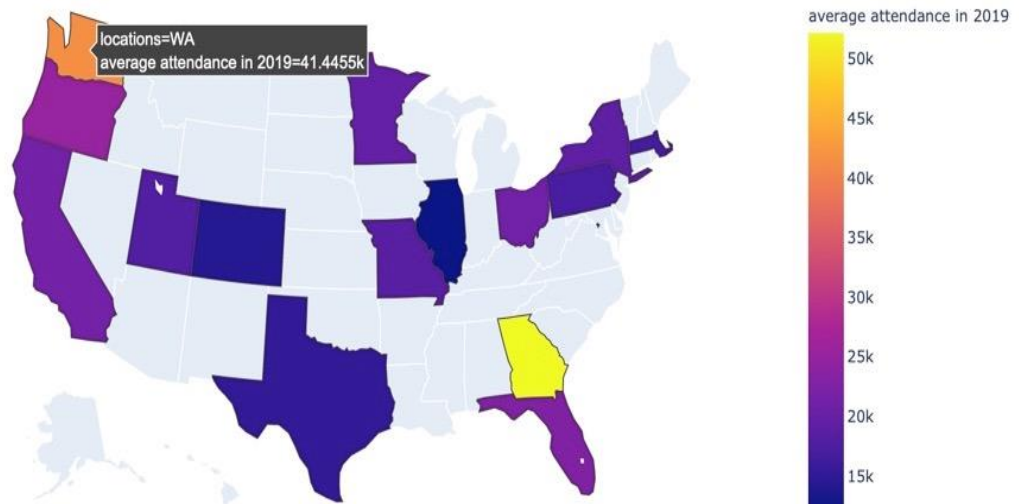 average attendance in 2019
locations=WA
average attendance in 2019=41.4455k
50k
45k
40k
35k
30k
25k
20k
15k